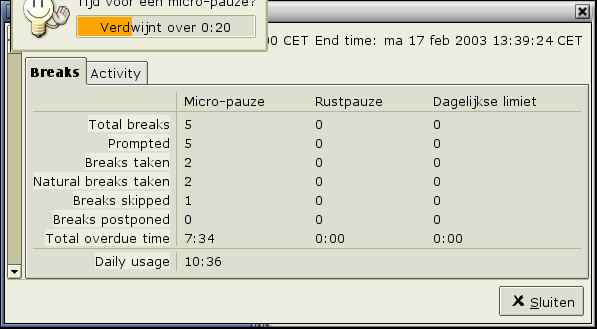 Tijd voor een micro-pauze?
Verdwijnt over 0:20
00 CET End time: ma 17 feb 2003 13:39:24 CET
Breaks Activity
Micro-pauze Rustpauze Dagelijkse limiet
Total breaks 5 0 0
Prompted 5 0 0
Breaks taken 2 0 0
Natural breaks taken 2 0 0
Breaks skipped 1 0 0
Breaks postponed 0 0 0
Total overdue time 7:34 0:00 0:00
Daily usage 10:36
Sluiten